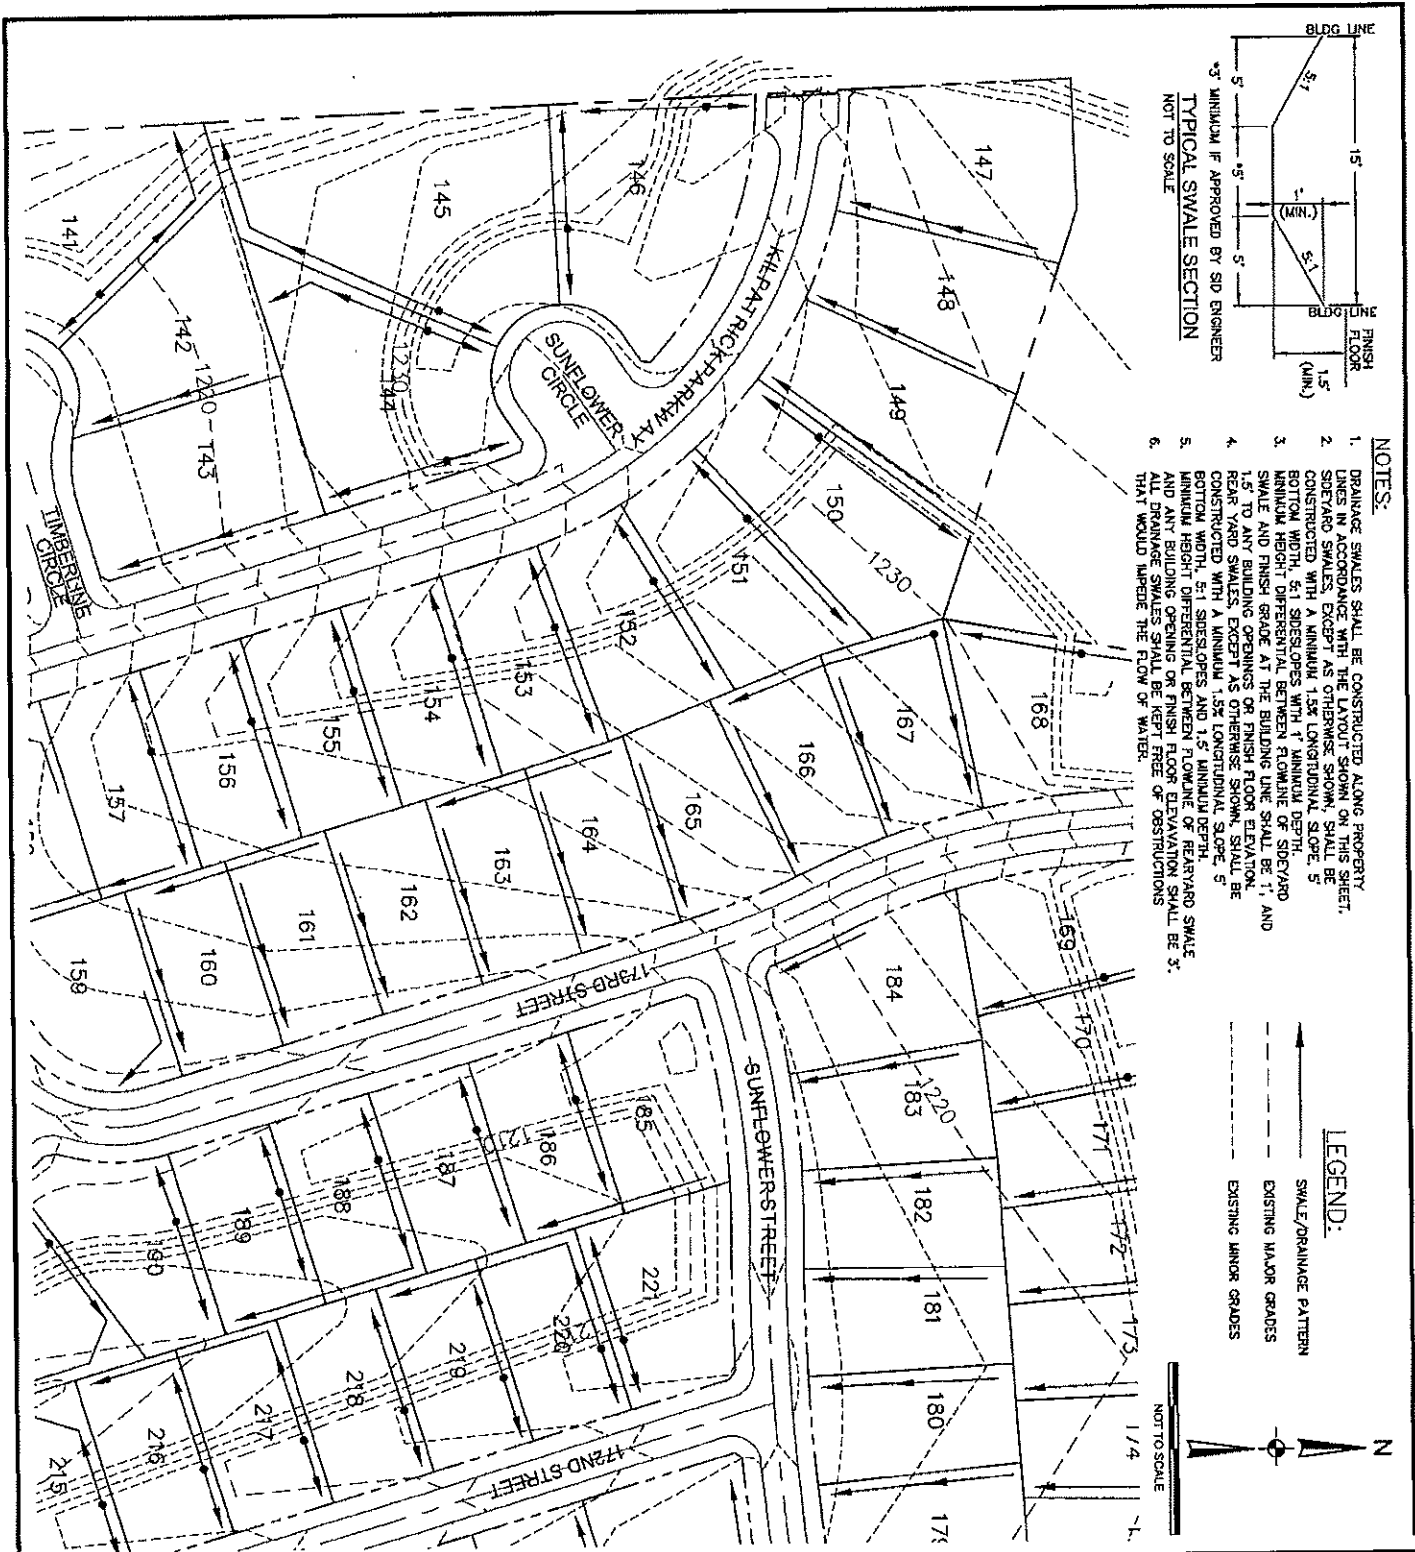 BLDG LINE
15'
5:1
5:1
(MIN.)
5'
*5'
5'
BLDG LINE
FINISH
FLOOR
1.5'
(MIN.)
*3' MINIMUM IF APPROVED BY SID ENGINEER
TYPICAL SWALE SECTION
NOT TO SCALE
NOTES:
1. DRAINAGE SWALES SHALL BE CONSTRUCTED ALONG PROPERTY
LINES IN ACCORDANCE WITH THE LAYOUT SHOWN ON THIS SHEET.
2. SIDEYARD SWALES, EXCEPT AS OTHERWISE SHOWN, SHALL BE
CONSTRUCTED WITH A MINIMUM 1.5% LONGITUDINAL SLOPE, 5'
BOTTOM WIDTH, 5:1 SIDESLOPES WITH 1' MINIMUM DEPTH.
3. MINIMUM HEIGHT DIFFERENTIAL BETWEEN FLOWLINE OF SIDEYARD
SWALE AND FINISH GRADE AT THE BUILDING LINE SHALL BE 1', AND
1.5' TO ANY BUILDING OPENINGS OR FINISH FLOOR ELEVATION.
4. REAR YARD SWALES, EXCEPT AS OTHERWISE SHOWN, SHALL BE
CONSTRUCTED WITH A MINIMUM 1.5% LONGITUDINAL SLOPE, 5'
BOTTOM WIDTH, 5:1 SIDESLOPES AND 1.5' MINIMUM DEPTH.
5. MINIMUM HEIGHT DIFFERENTIAL BETWEEN FLOWLINE OF REARYARD SWALE
AND ANY BUILDING OPENING OR FINISH FLOOR ELEVAVATION SHALL BE 3'.
6. ALL DRAINAGE SWALES SHALL BE KEPT FREE OF OBSTRUCTIONS
THAT WOULD IMPEDE THE FLOW OF WATER.
LEGEND:
SWALE/DRAINAGE PATTERN
EXISTING MAJOR GRADES
EXISTING MINOR GRADES
N
NOT TO SCALE
147
148
149
150
1230
151
152
153
154
155
156
157
146
145
144
1230
142
1220
T43
141
KILPATRICK PARKWAY
SUNFLOWER
CIRCLE
TIMBERLINE
CIRCLE
168
167
166
165
164
163
162
161
160
159
173RD STREET
169
170
171
172
173
174
184
183
1220
182
181
180
SUNFLOWER STREET
185
186
187
188
189
190
221
220
219
218
217
216
215
172ND STREET